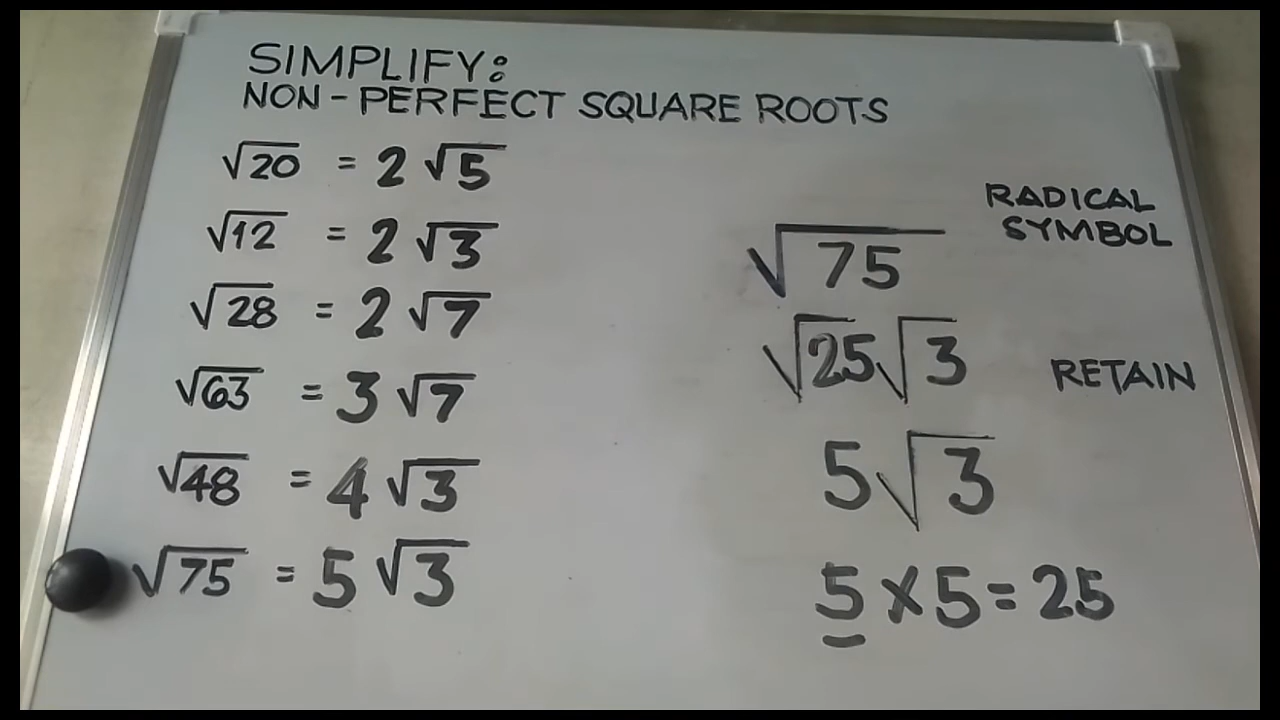 SIMPLIFY:
NON-PERFECT SQUARE ROOTS
√20 = 2√5
√12 = 2√3
√28 = 2√7
√63 = 3√7
√48 = 4√3
√75 = 5√3
RADICAL
SYMBOL
√75
√25√3
RETAIN
5√3
5×5=25